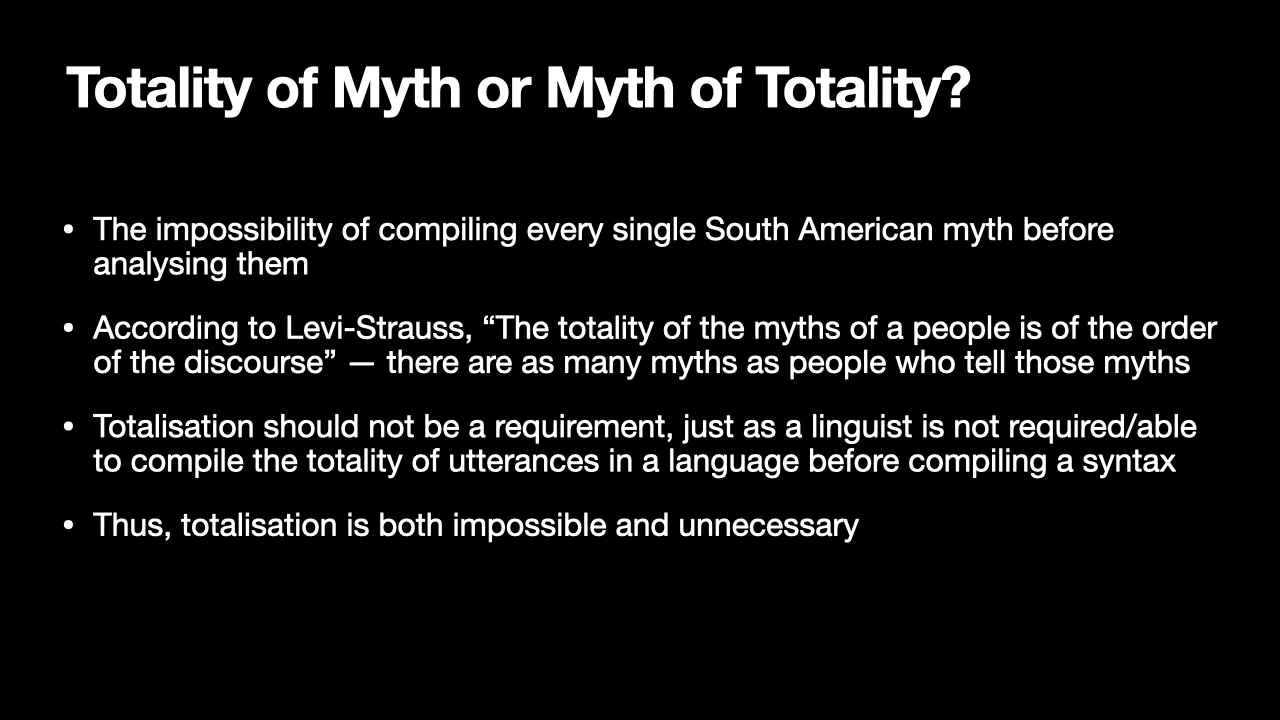 Totality of Myth or Myth of Totality?
• The impossibility of compiling every single South American myth before
analysing them
• According to Levi-Strauss, “The totality of the myths of a people is of the order
of the discourse” — there are as many myths as people who tell those myths
• Totalisation should not be a requirement, just as a linguist is not required/able
to compile the totality of utterances in a language before compiling a syntax
• Thus, totalisation is both impossible and unnecessary